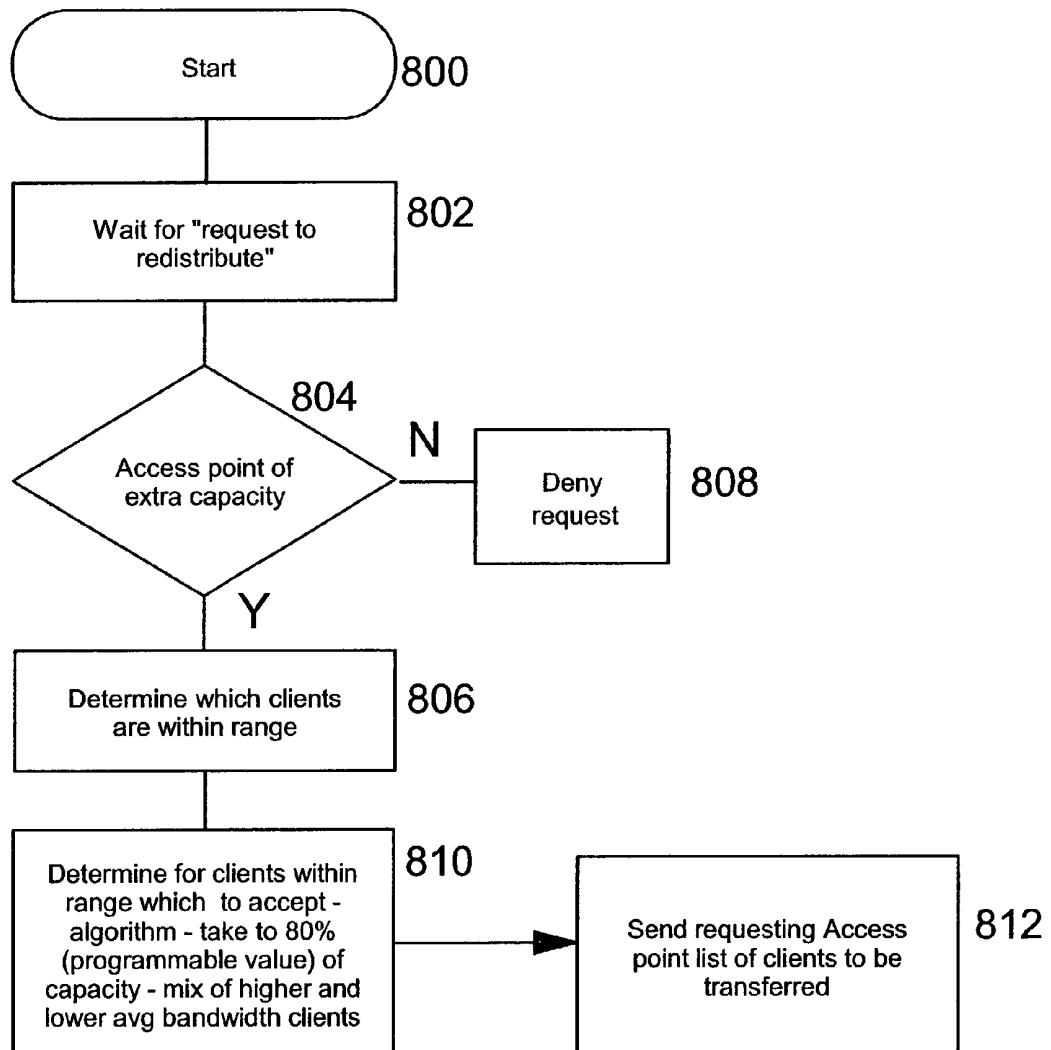 Start
800
Wait for "request to
redistribute"
802
804
Access point of
extra capacity
N
Deny
request
808
Y
Determine which clients
are within range
806
Determine for clients within
range which to accept -
algorithm - take to 80%
(programmable value) of
capacity - mix of higher and
lower avg bandwidth clients
810
Send requesting Access
point list of clients to be
transferred
812